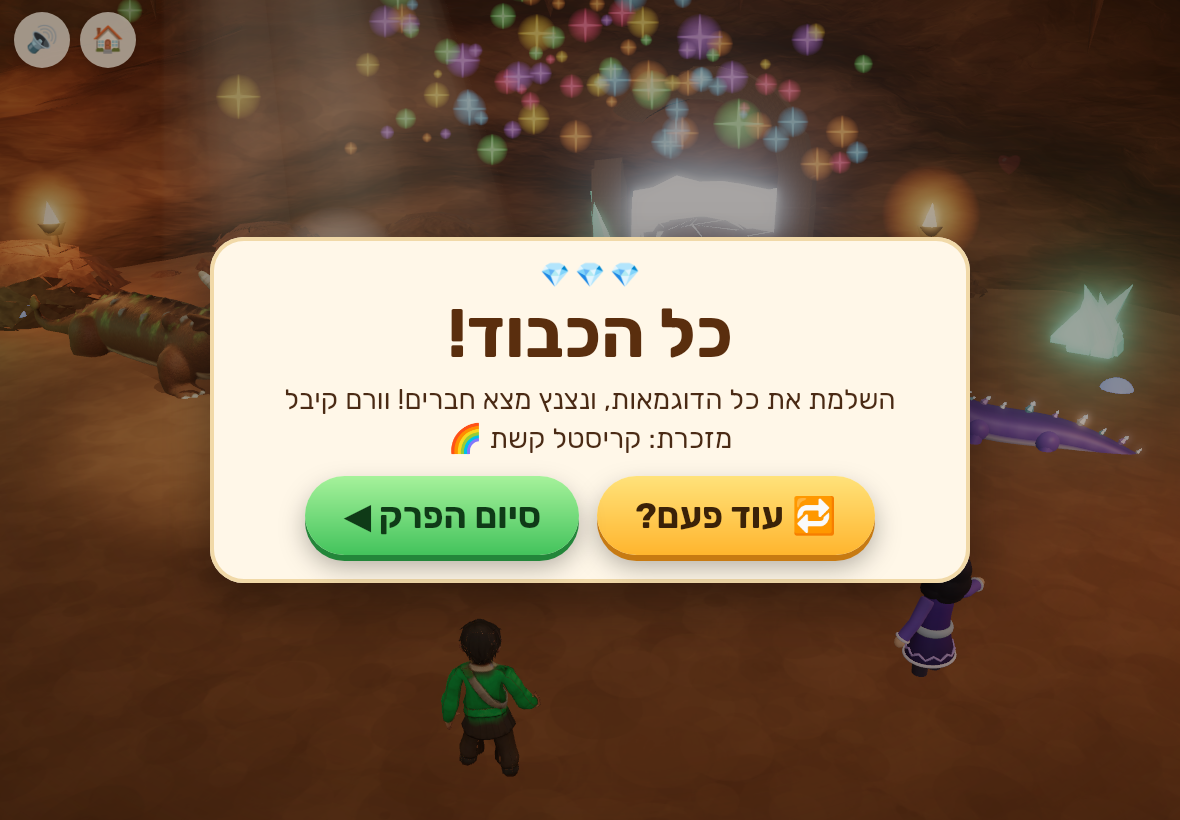 💎 💎 💎
כל הכבוד!
השלמת את כל הדוגמאות, ונצנץ מצא חברים! וורם קיבל
מזכרת: קריסטל קשת 🌈
🔁 עוד פעם?
סיום הפרק ◀